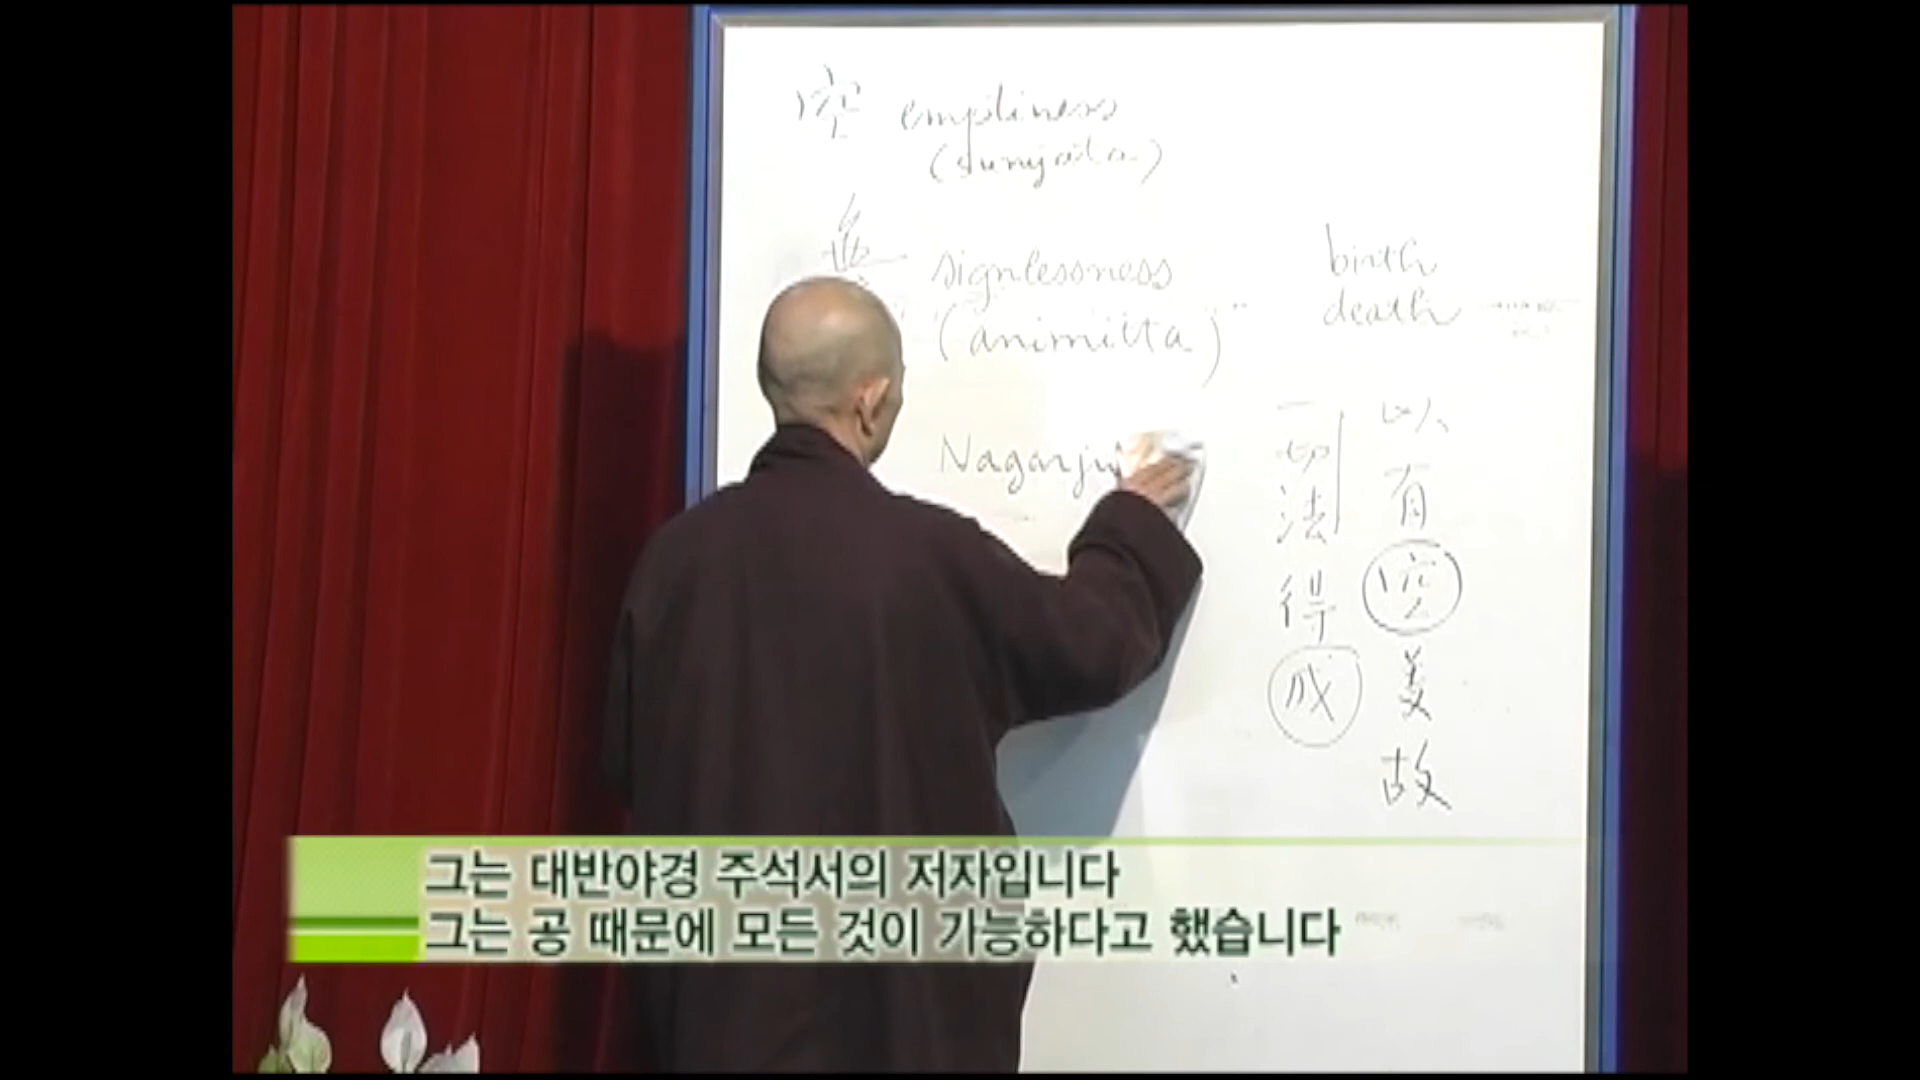 空 emptiness
(sunyata)
signlessness
(animitta)
birth
death
Nagarju
以有空義故
一切法得成
그는 대반야경 주석서의 저자입니다
그는 공 때문에 모든 것이 가능하다고 했습니다